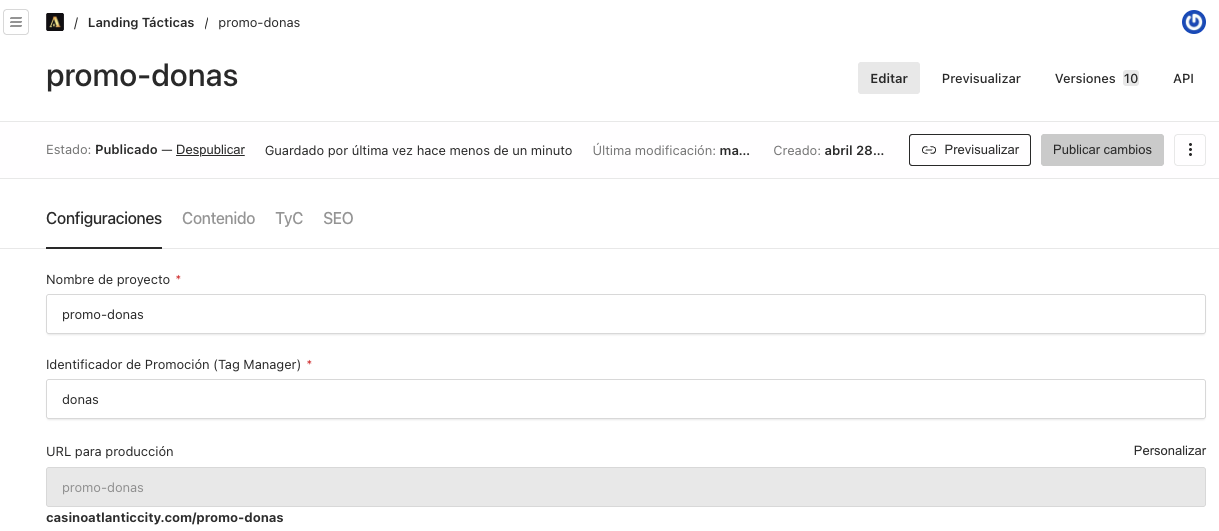 / Landing Tácticas / promo-donas
promo-donas
Editar Previsualizar Versiones 10 API
Estado: Publicado — Despublicar Guardado por última vez hace menos de un minuto Última modificación: ma... Creado: abril 28... Previsualizar Publicar cambios
Configuraciones Contenido TyC SEO
Nombre de proyecto *
promo-donas
Identificador de Promoción (Tag Manager) *
donas
URL para producción Personalizar
promo-donas
casinoatlanticcity.com/promo-donas